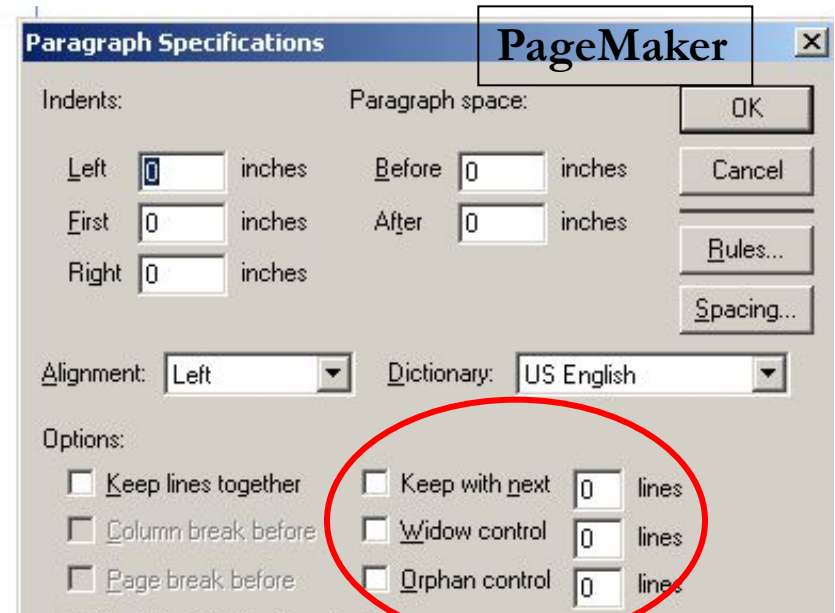 Paragraph Specifications PageMaker
Indents: Paragraph space: OK
Left 0 inches Before 0 inches Cancel
First 0 inches After 0 inches
Rules...
Right 0 inches
Spacing...
Alignment: Left Dictionary: US English
Options:
Keep lines together Keep with next 0 lines
Column break before Widow control 0 lines
Page break before Orphan control 0 lines